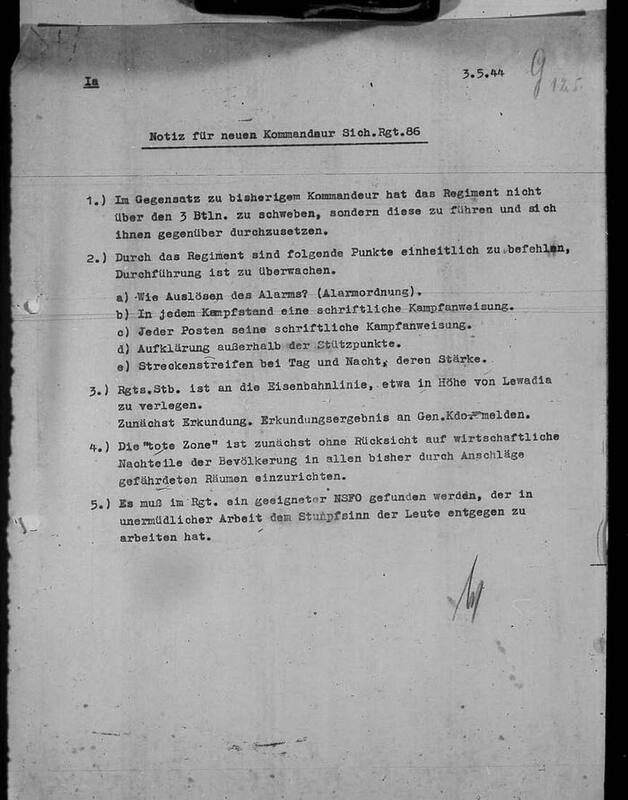 Ia
3.5.44
Notiz für neuen Kommandaur Sich.Rgt.86
1.) Im Gegensatz zu bisherigem Kommandeur hat das Regiment nicht
über den 3 Btln. zu schweben, sondern diese zu führen und sich
ihnen gegenüber durchzusetzen.
2.) Durch das Regiment sind folgende Punkte einheitlich zu befehlen,
Durchführung ist zu überwachen.
a) Wie Auslösen des Alarms? (Alarmordnung).
b) In jedem Kampfstand eine schriftliche Kampfanweisung.
c) Jeder Posten seine schriftliche Kampfanweisung.
d) Aufklärung außerhalb der Stützpunkte.
e) Streckenstreifen bei Tag und Nacht, deren Stärke.
3.) Rgts.Stb. ist an die Eisenbahnlinie, etwa in Höhe von Lewadia
zu verlegen.
Zunächst Erkundung. Erkundungsergebnis an Gen.Kdo. melden.
4.) Die "tote Zone" ist zunächst ohne Rücksicht auf wirtschaftliche
Nachteile der Bevölkerung in allen bisher durch Anschläge
gefährdeten Räumen einzurichten.
5.) Es muß im Rgt. ein geeigneter NSFO gefunden werden, der in
unermüdlicher Arbeit dem Stumpfsinn der Leute entgegen zu
arbeiten hat.